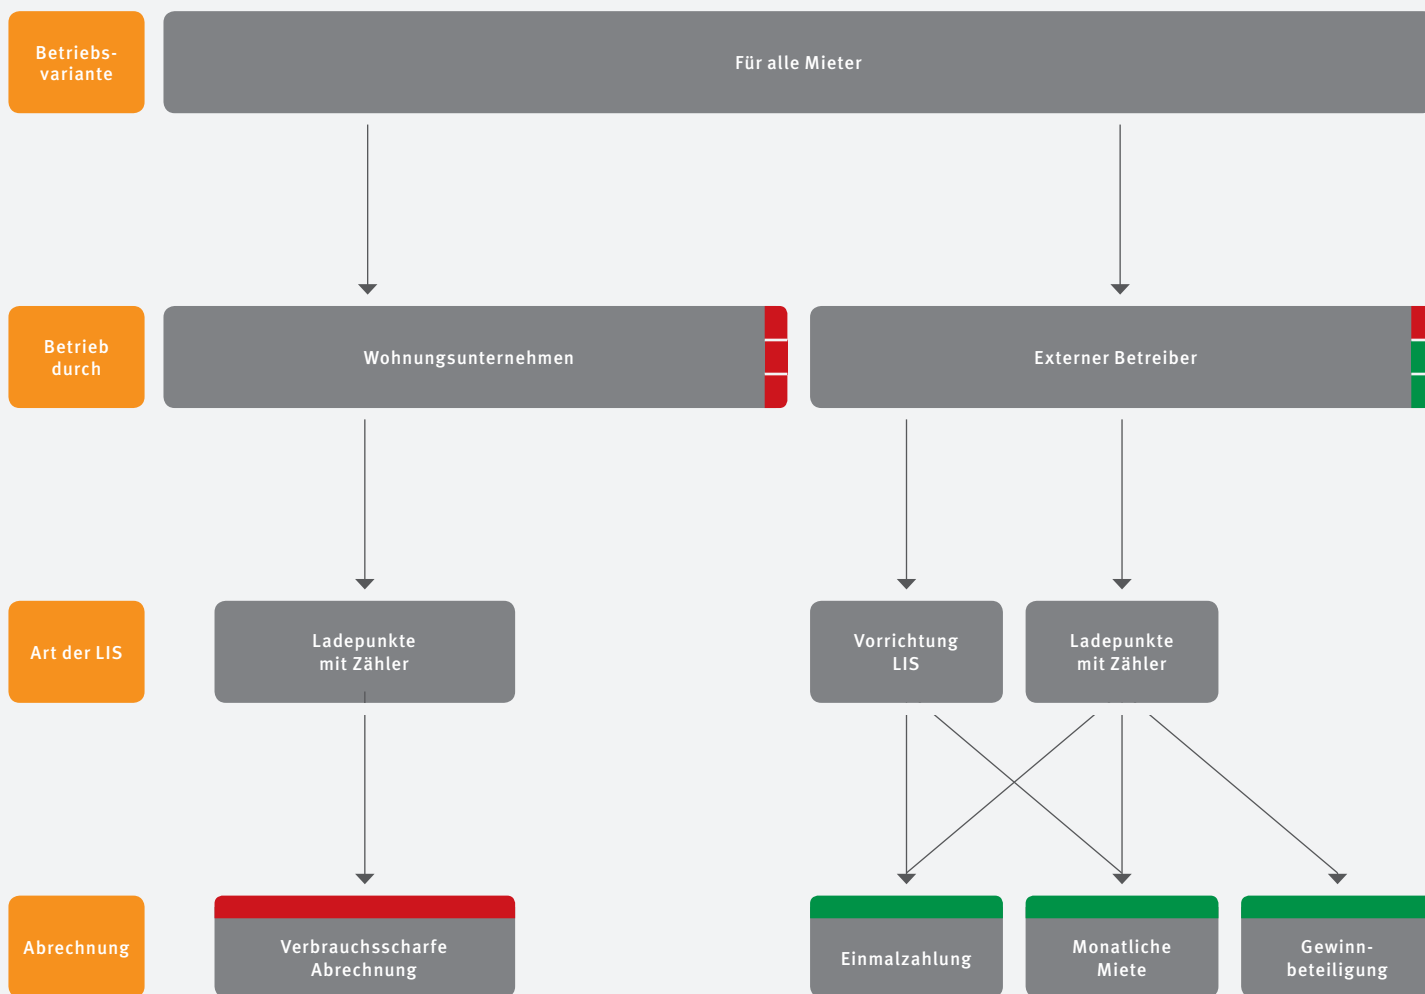 Betriebs-
variante
Für alle Mieter
Betrieb
durch
Wohnungsunternehmen
Externer Betreiber
Art der LIS
Ladepunkte
mit Zähler
Vorrichtung
LIS
Ladepunkte
mit Zähler
Abrechnung
Verbrauchsscharfe
Abrechnung
Einmalzahlung
Monatliche
Miete
Gewinn-
beteiligung